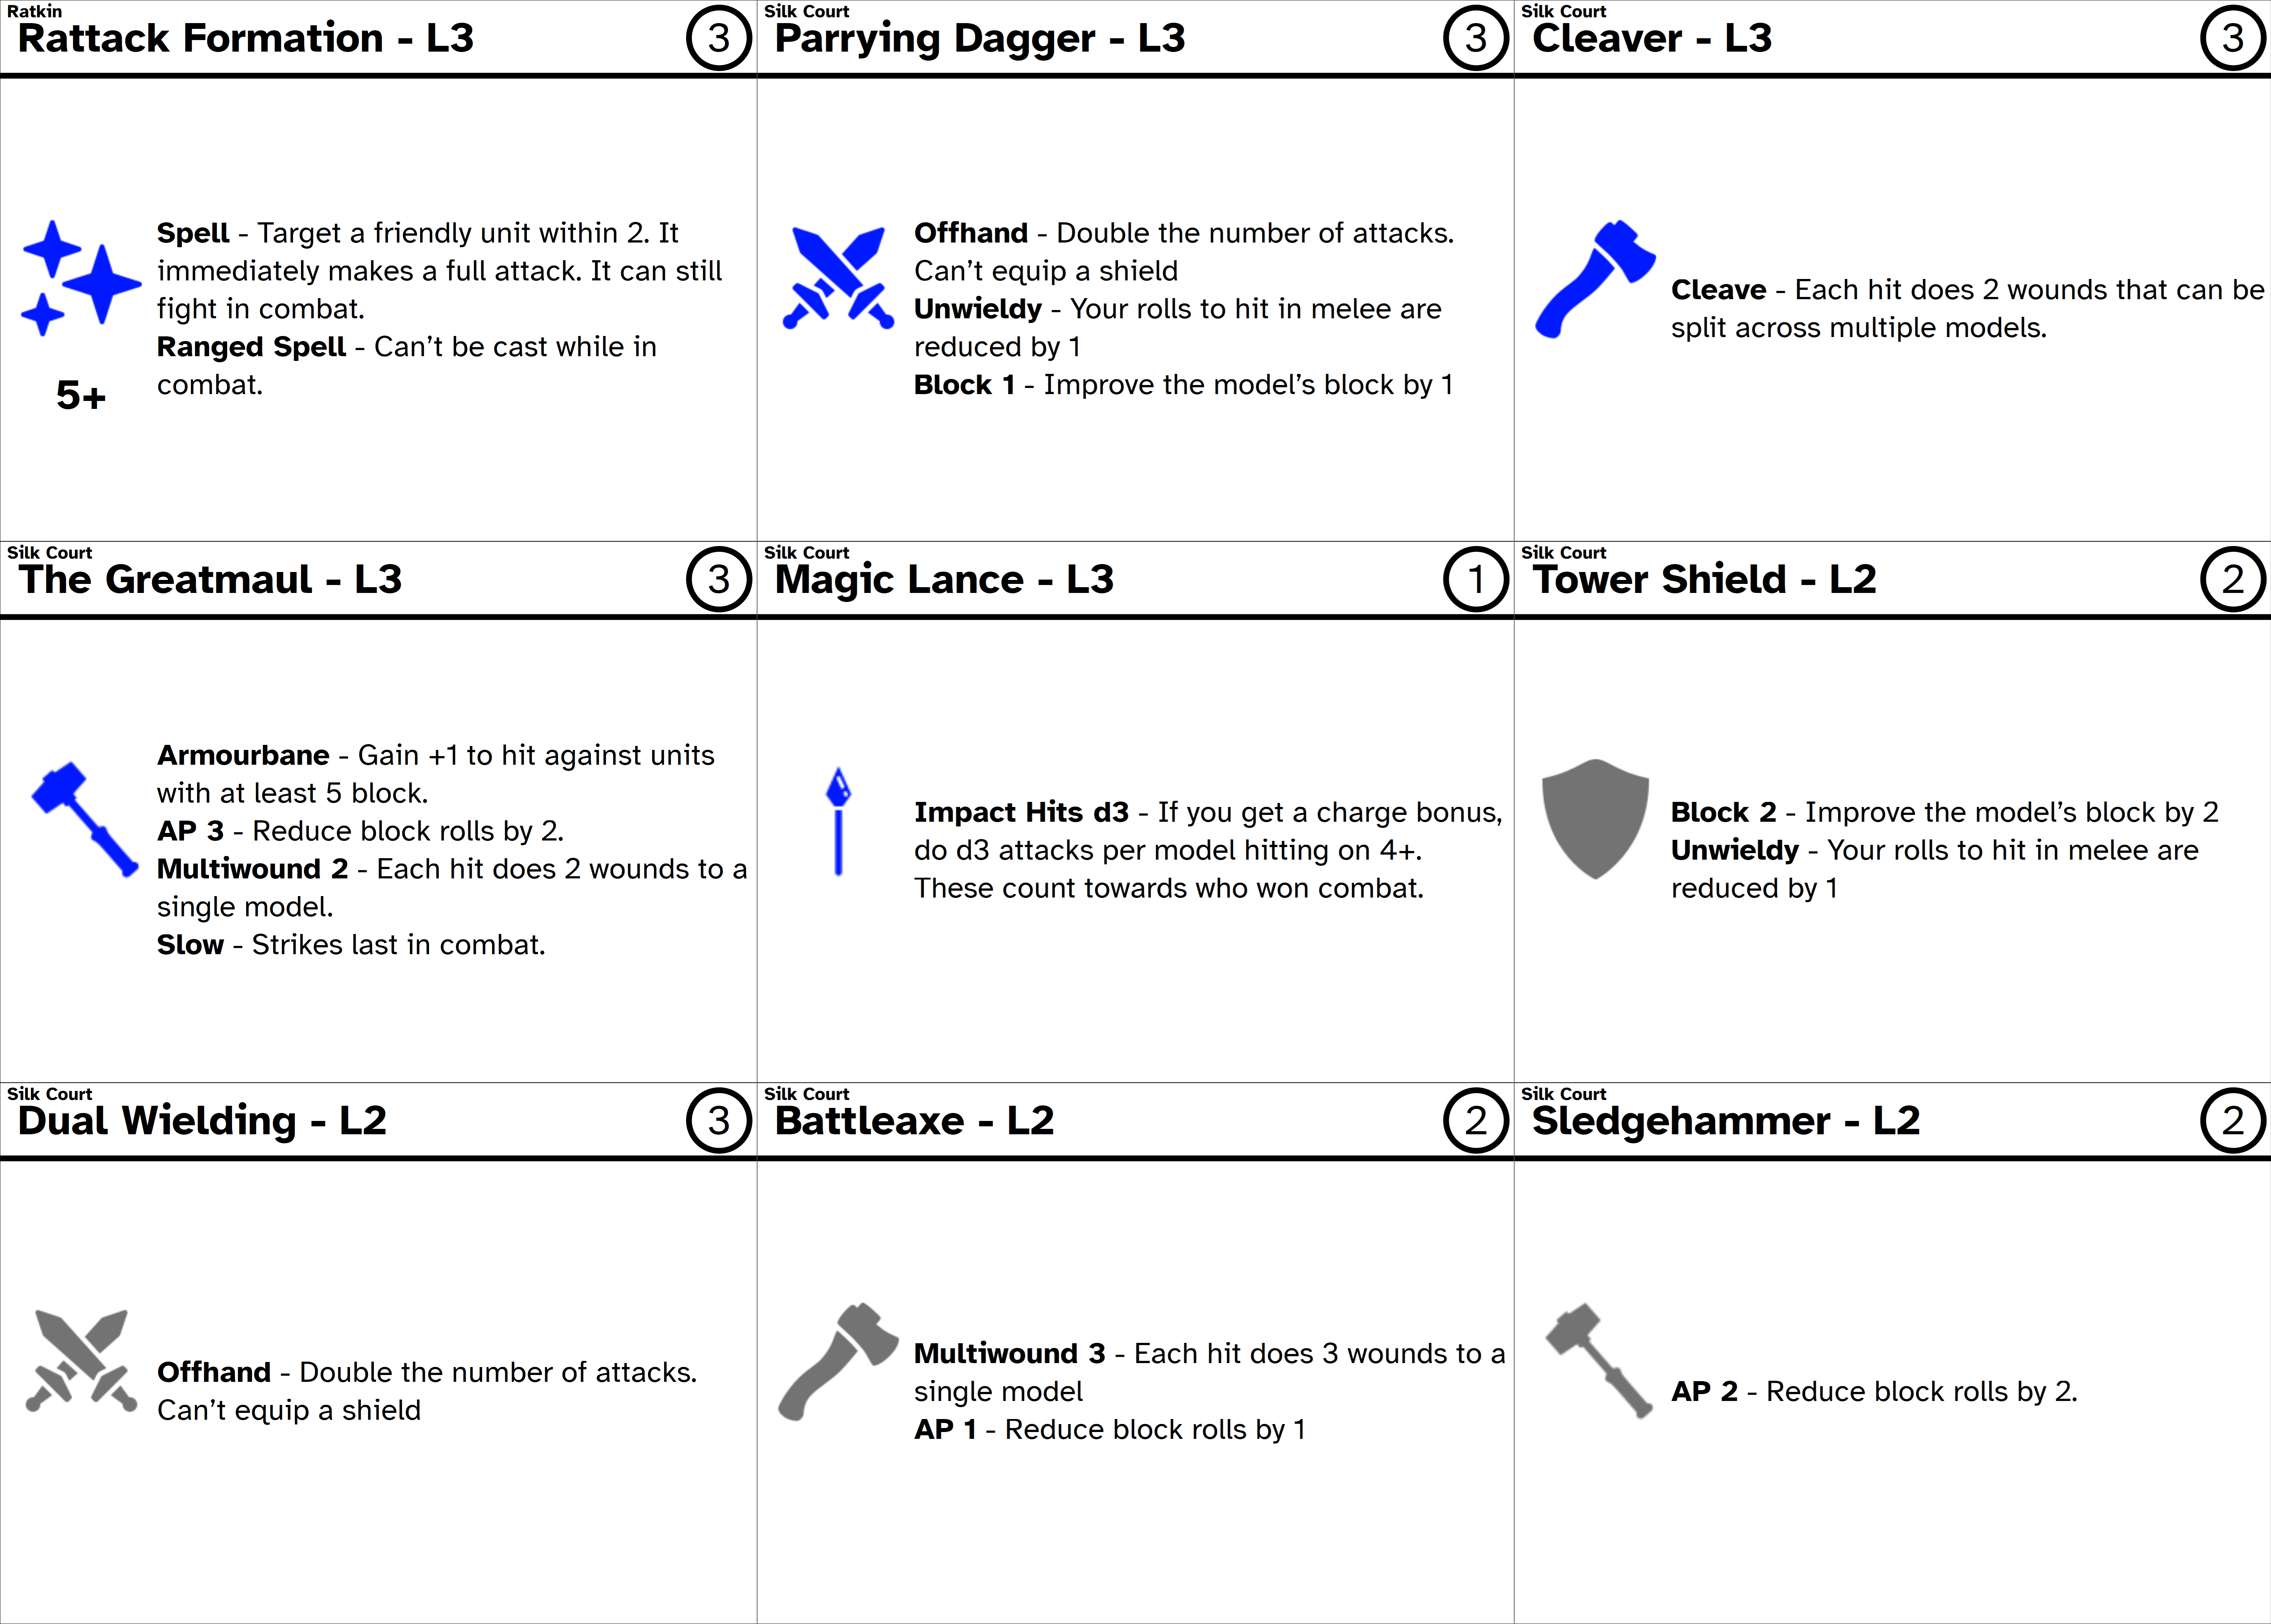 Ratkin
Rattack Formation - L3
3
Spell - Target a friendly unit within 2. It
immediately makes a full attack. It can still
fight in combat.
Ranged Spell - Can't be cast while in
combat.
5+
Silk Court
Parrying Dagger - L3
3
Offhand - Double the number of attacks.
Can't equip a shield
Unwieldy - Your rolls to hit in melee are
reduced by 1
Block 1 - Improve the model's block by 1
Silk Court
Cleaver - L3
3
Cleave - Each hit does 2 wounds that can be
split across multiple models.
Silk Court
The Greatmaul - L3
3
Armourbane - Gain +1 to hit against units
with at least 5 block.
AP 3 - Reduce block rolls by 2.
Multiwound 2 - Each hit does 2 wounds to a
single model.
Slow - Strikes last in combat.
Silk Court
Magic Lance - L3
1
Impact Hits d3 - If you get a charge bonus,
do d3 attacks per model hitting on 4+.
These count towards who won combat.
Silk Court
Tower Shield - L2
2
Block 2 - Improve the model's block by 2
Unwieldy - Your rolls to hit in melee are
reduced by 1
Silk Court
Dual Wielding - L2
3
Offhand - Double the number of attacks.
Can't equip a shield
Silk Court
Battleaxe - L2
2
Multiwound 3 - Each hit does 3 wounds to a
single model
AP 1 - Reduce block rolls by 1
Silk Court
Sledgehammer - L2
2
AP 2 - Reduce block rolls by 2.